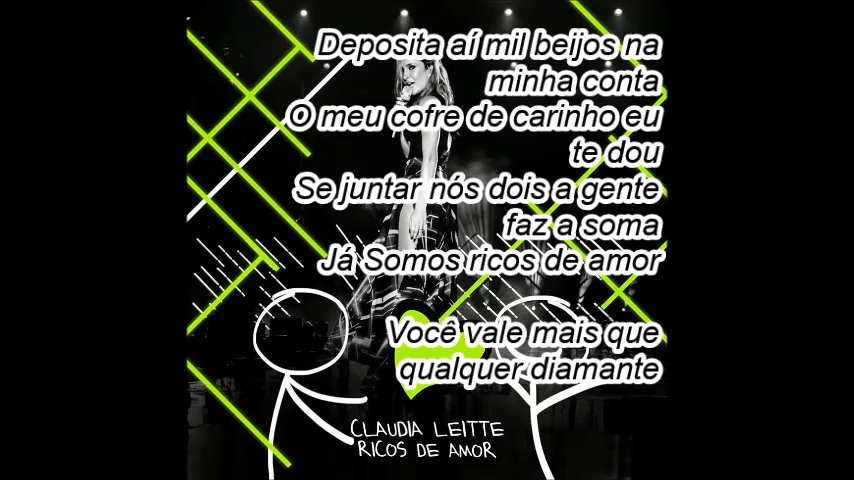 Deposita aí mil beijos na
minha conta
O meu cofre de carinho eu
te dou
Se juntar nós dois a gente
faz a soma
Já Somos ricos de amor
Você vale mais que
qualquer diamante
CLAUDIA LEITTE
RICOS DE AMOR